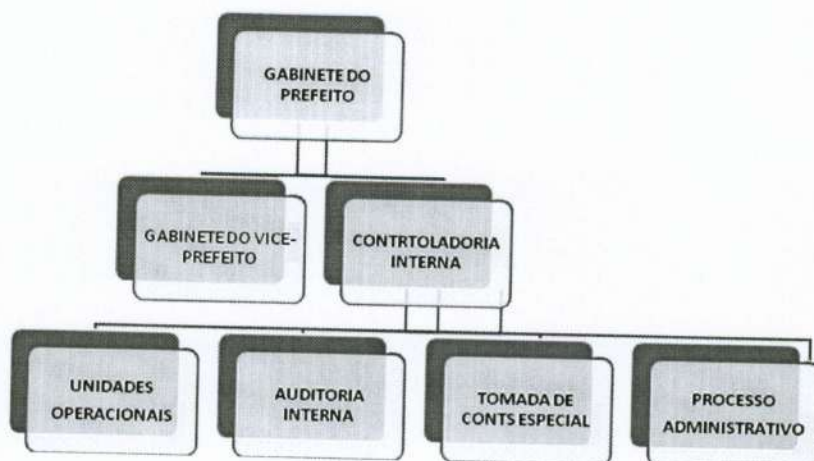 GABINETE DO
PREFEITO
GABINETE DO VICE-
PREFEITO
CONTRTOLADORIA
INTERNA
UNIDADES
OPERACIONAIS
AUDITORIA
INTERNA
TOMADA DE
CONTS ESPECIAL
PROCESSO
ADMINISTRATIVO